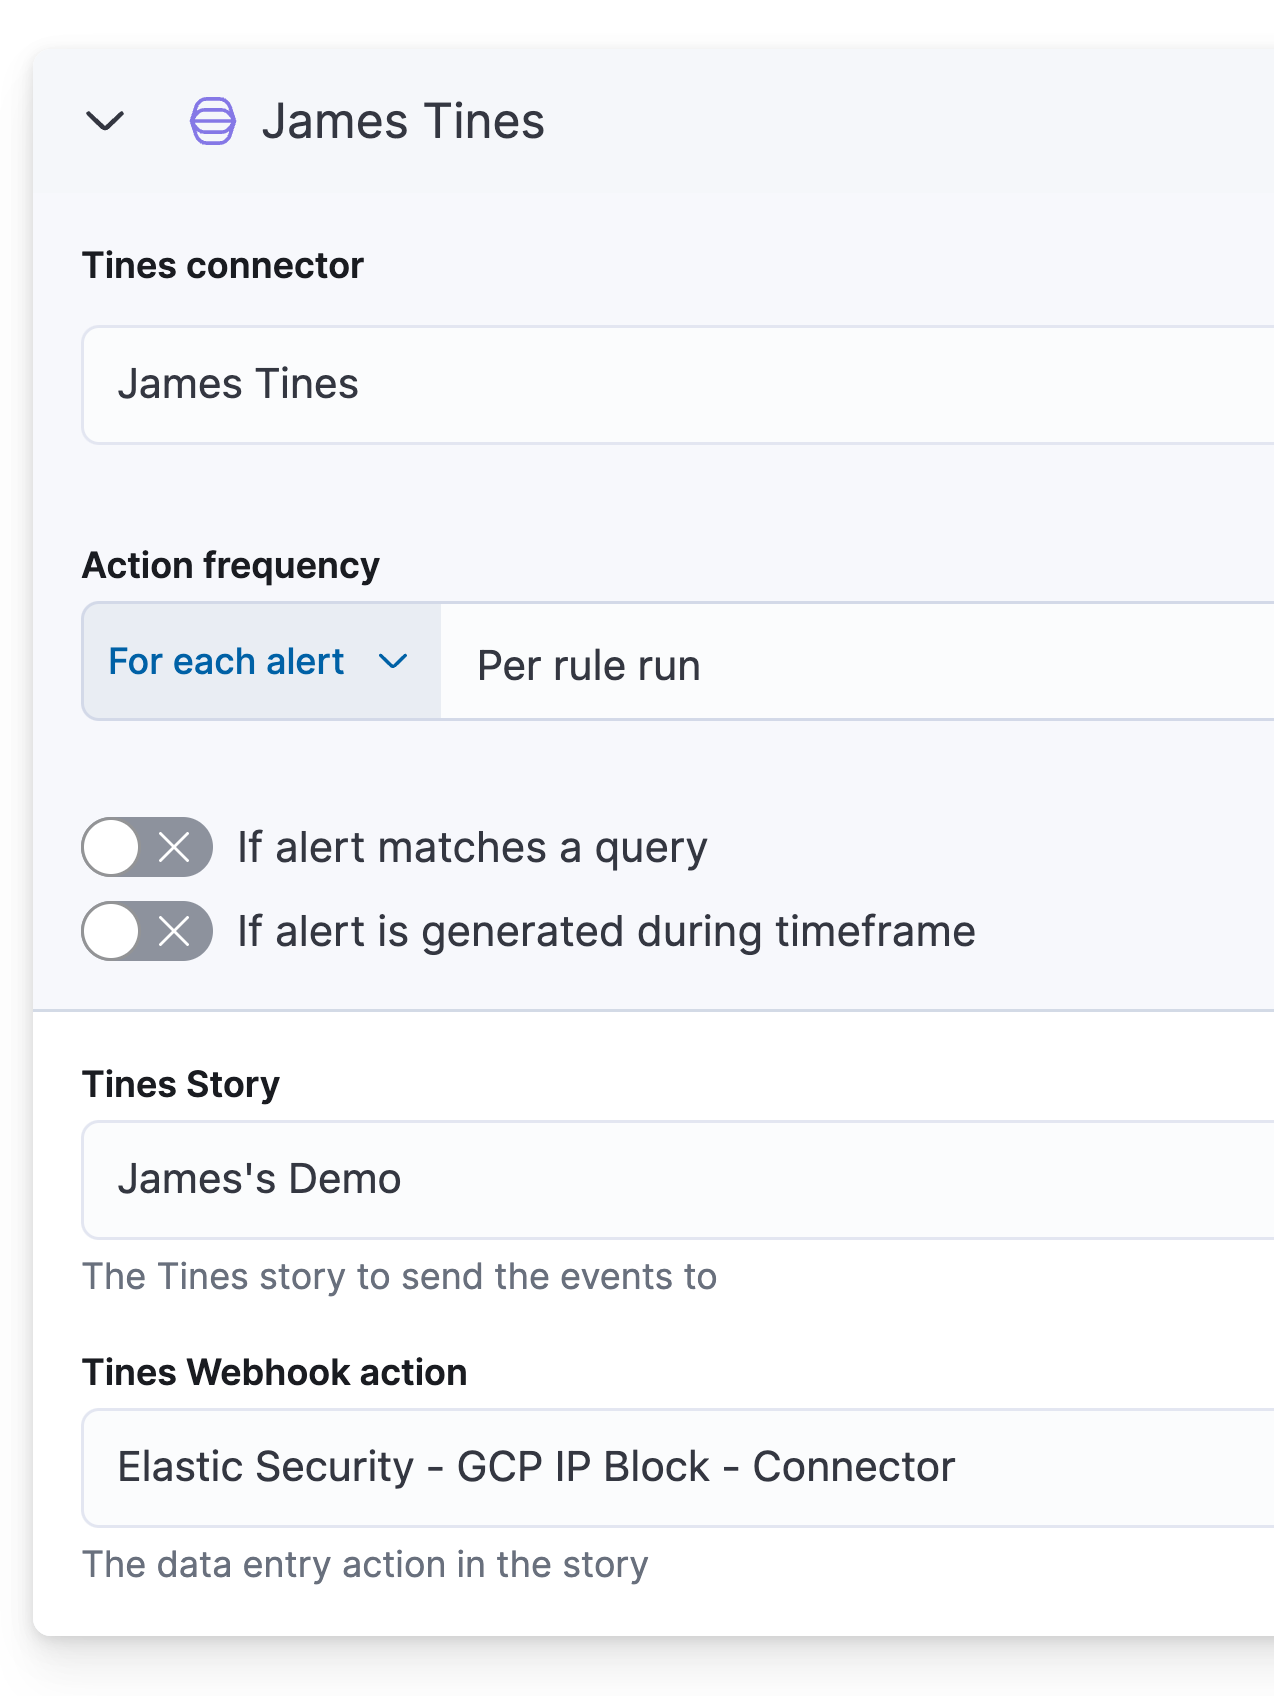 James Tines
Tines connector
James Tines
Action frequency
For each alert
Per rule run
If alert matches a query
If alert is generated during timeframe
Tines Story
James's Demo
The Tines story to send the events to
Tines Webhook action
Elastic Security - GCP IP Block - Connector
The data entry action in the story